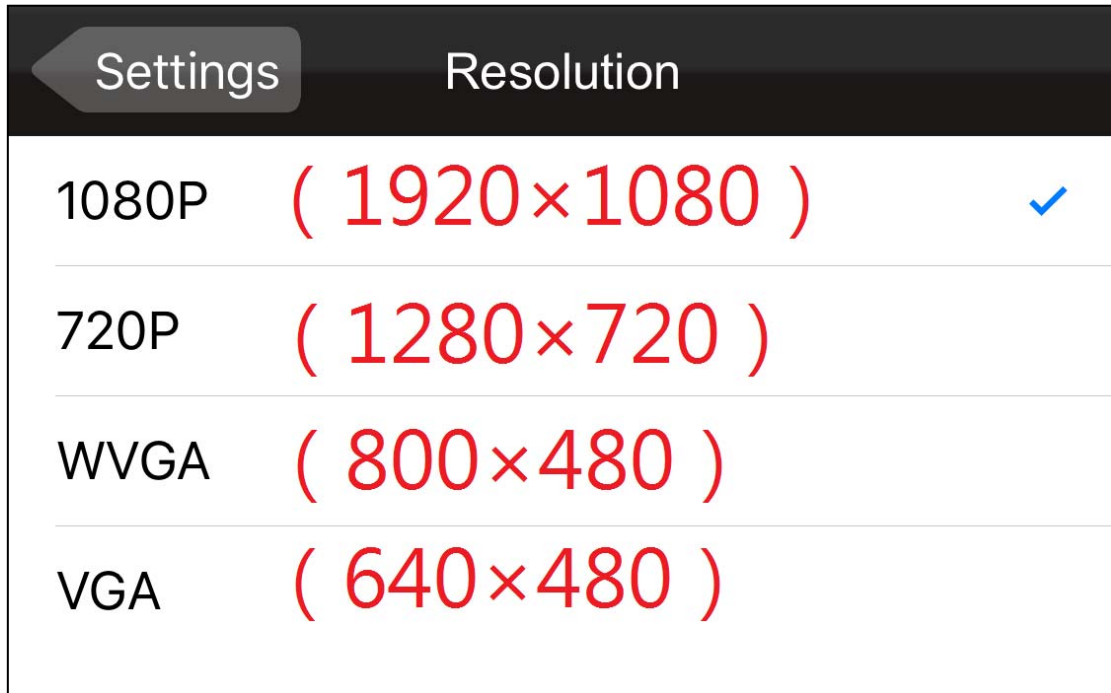 Settings Resolution
1080P ( 1920×1080 )
720P ( 1280×720 )
WVGA ( 800×480 )
VGA ( 640×480 )